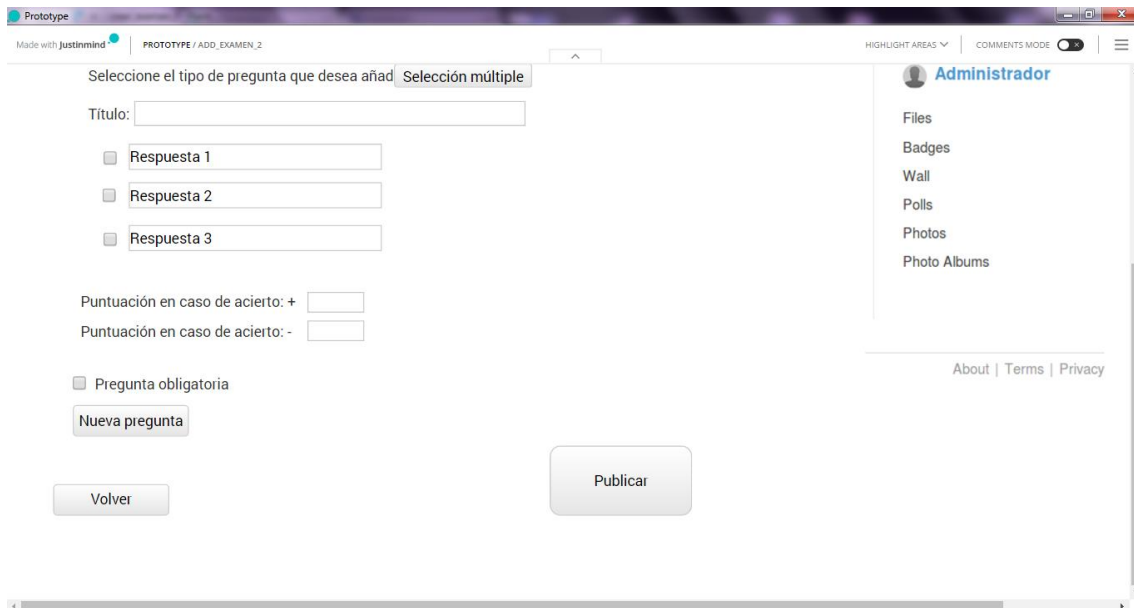 Prototype
Made with Justinmind
PROTOTYPE / ADD_EXAMEN_2
HIGHLIGHT AREAS
COMMENTS MODE
Seleccione el tipo de pregunta que desea añad
Selección múltiple
Título:
Respuesta 1
Respuesta 2
Respuesta 3
Puntuación en caso de acierto: +
Puntuación en caso de acierto: -
Pregunta obligatoria
Nueva pregunta
Volver
Publicar
Administrador
Files
Badges
Wall
Polls
Photos
Photo Albums
About | Terms | Privacy